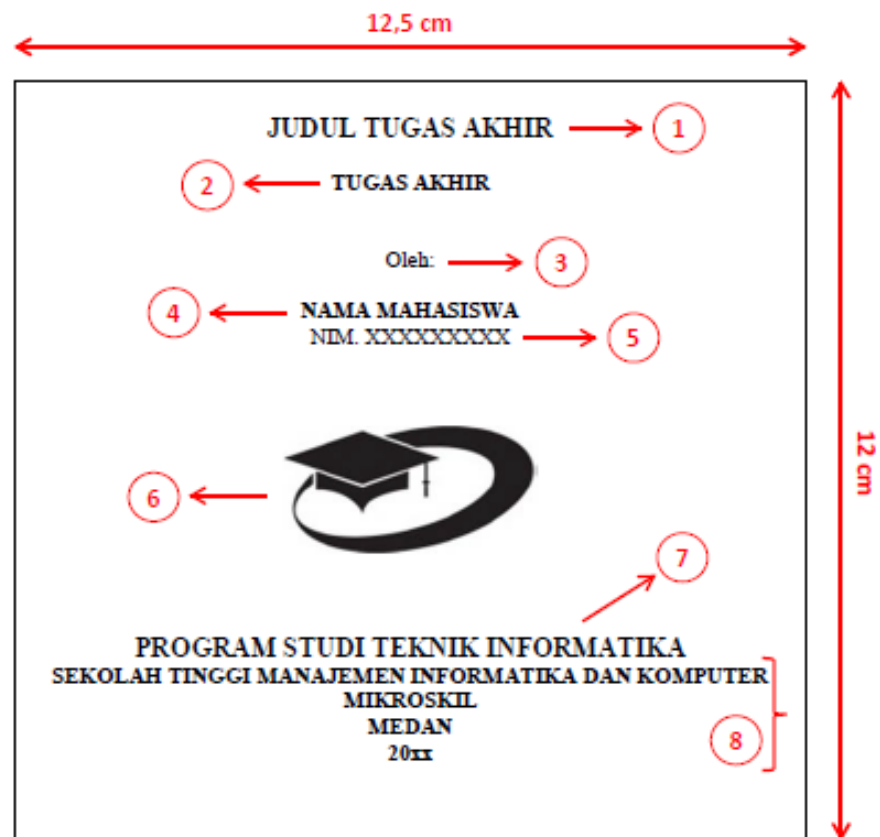 12,5 cm
JUDUL TUGAS AKHIR
1
2
TUGAS AKHIR
Oleh:
3
4
NAMA MAHASISWA
NIM. XXXXXXXXX
5
12 cm
6
7
PROGRAM STUDI TEKNIK INFORMATIKA
SEKOLAH TINGGI MANAJEMEN INFORMATIKA DAN KOMPUTER
MIKROSKIL
MEDAN
20xx
8